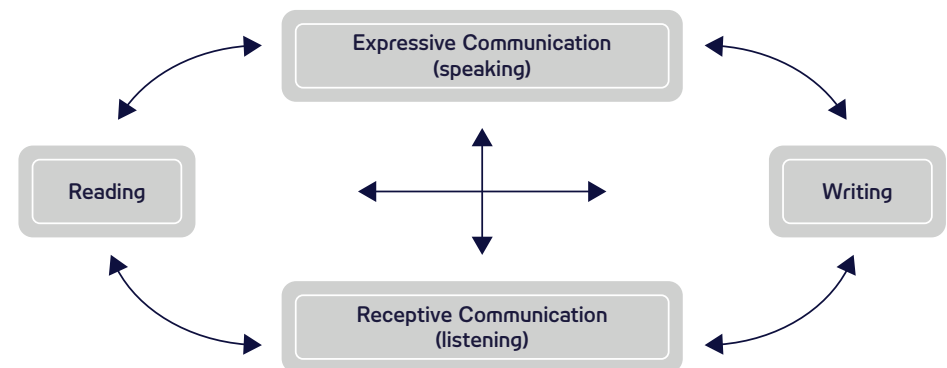 Expressive Communication
(speaking)
Reading
Writing
Receptive Communication
(listening)